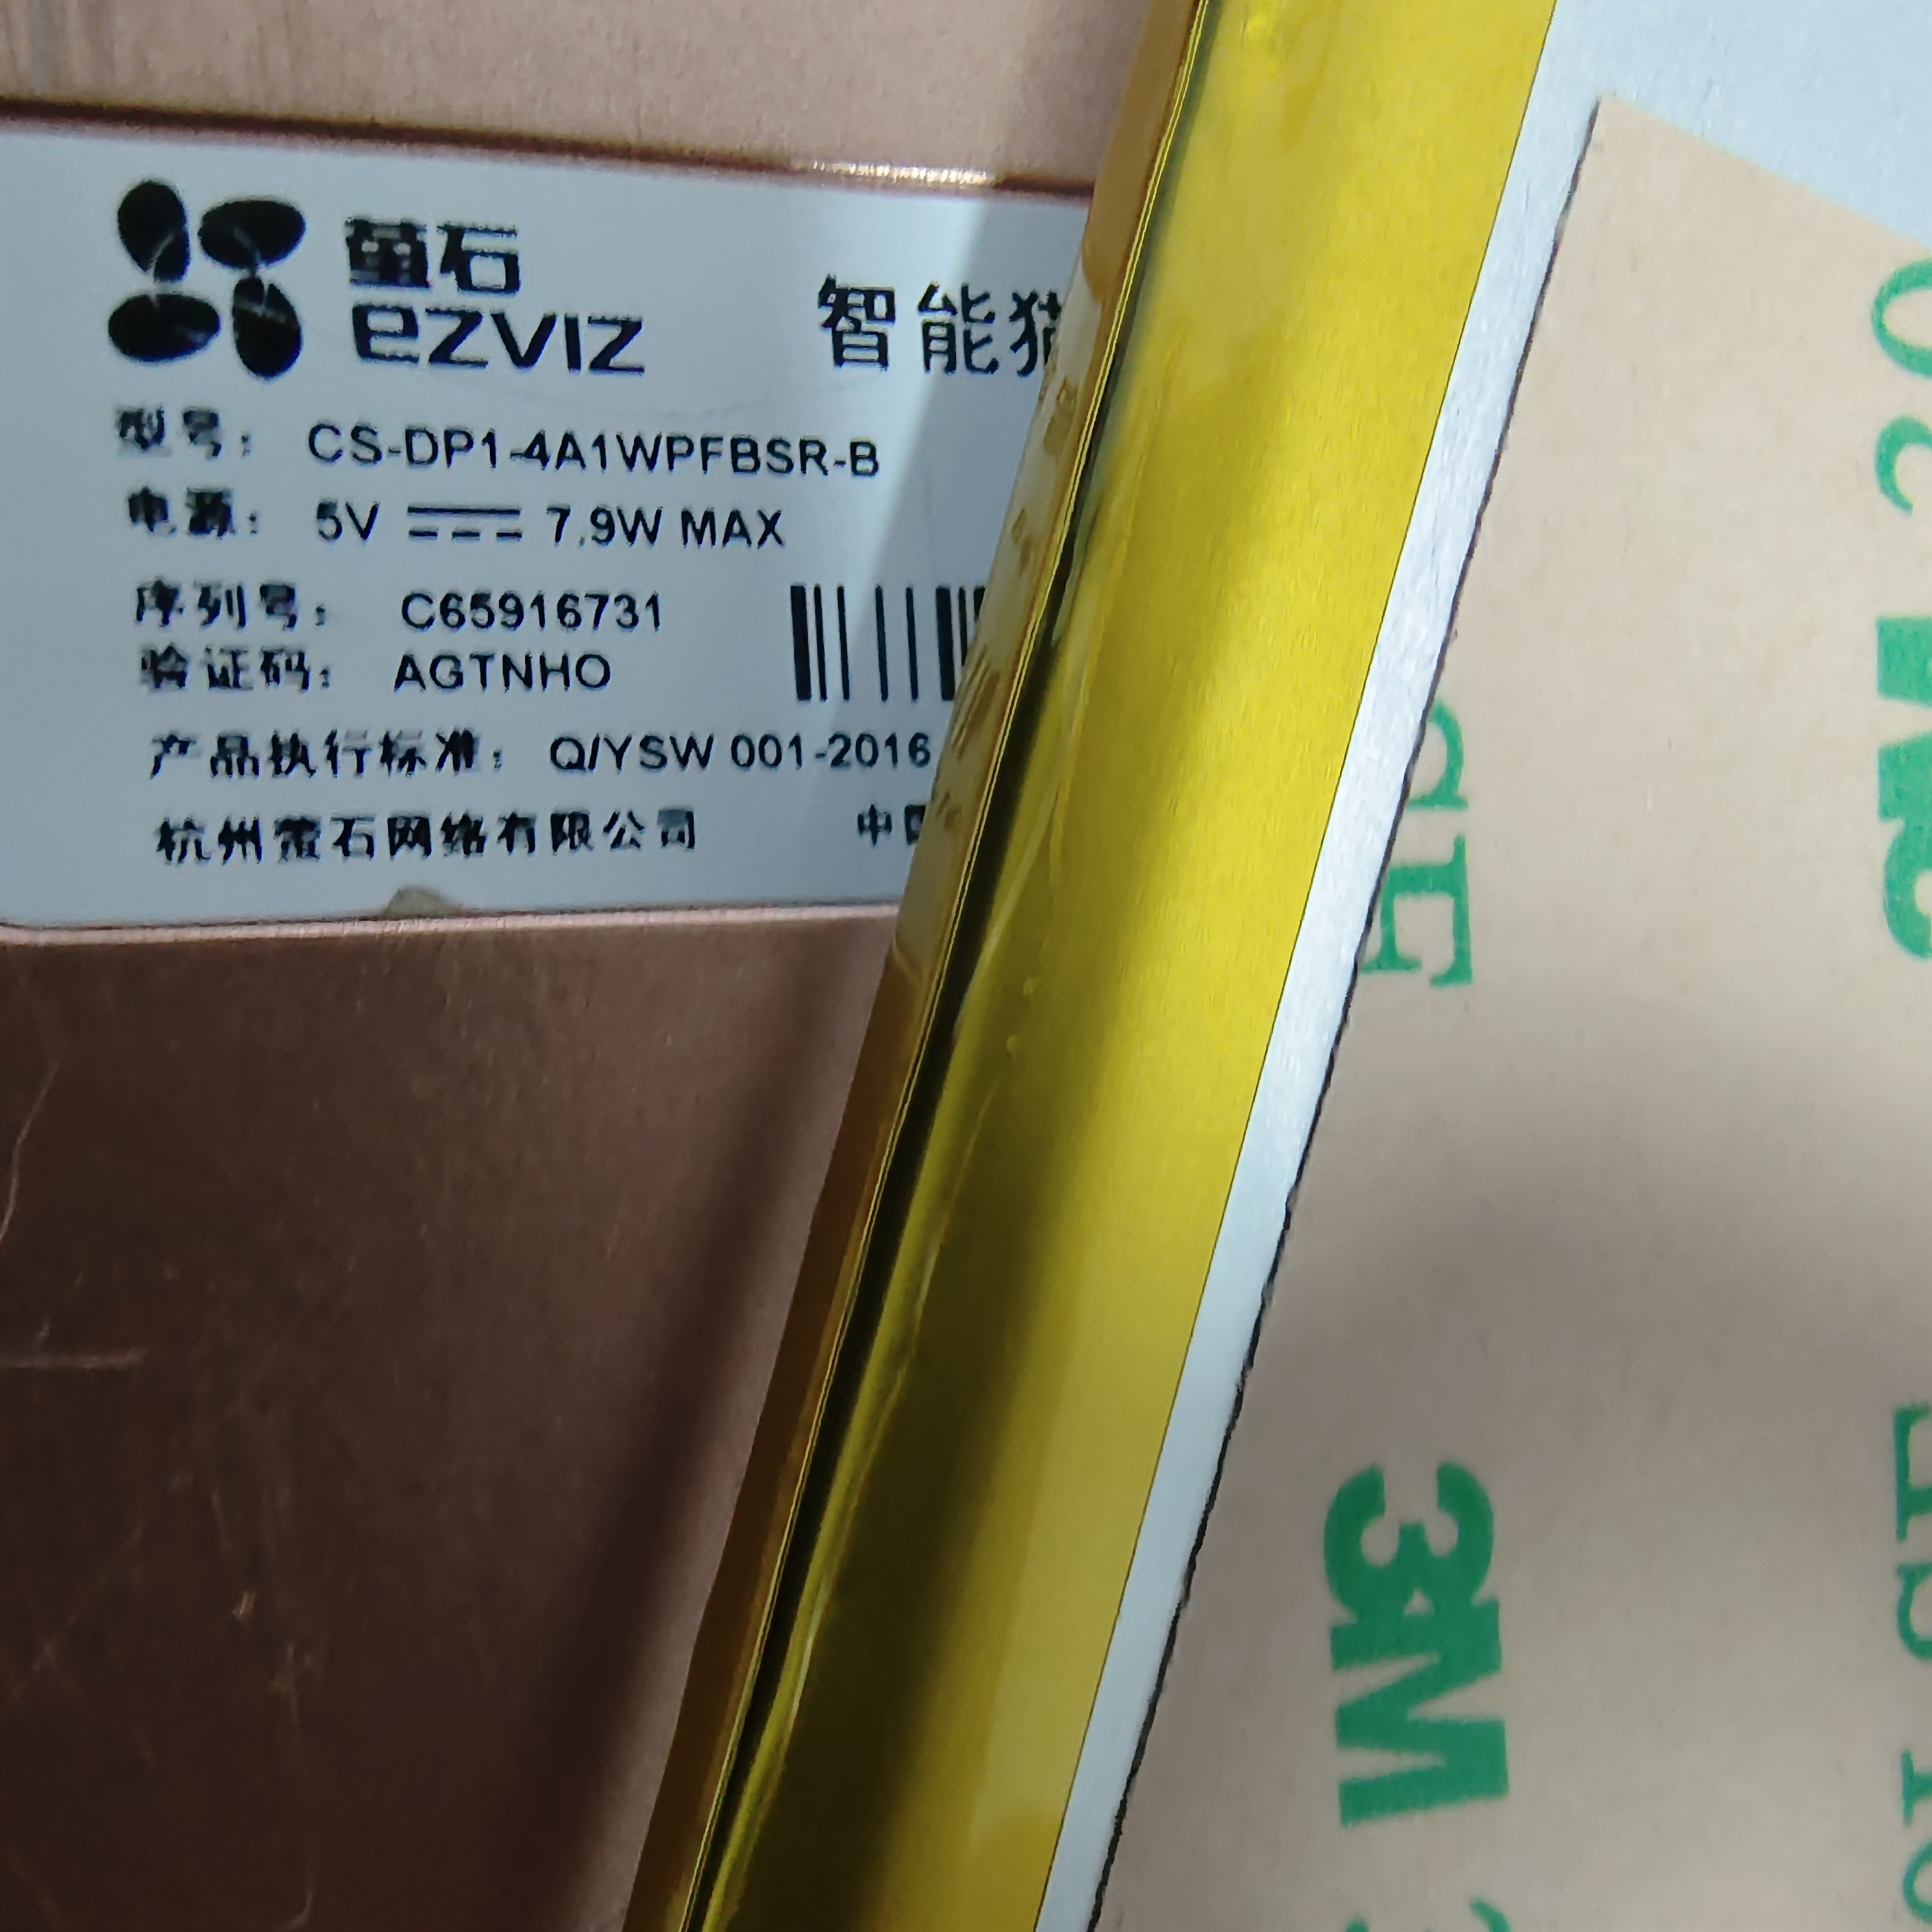 萤石
ezviz
智能猫
型号： CS-DP1-4A1WPFBSR-B
电源： 5V 7.9W MAX
序列号： C65916731
验证码： AGTNHO
产品执行标准： Q/YSW 001-2016
杭州萤石网络有限公司 中国
3M